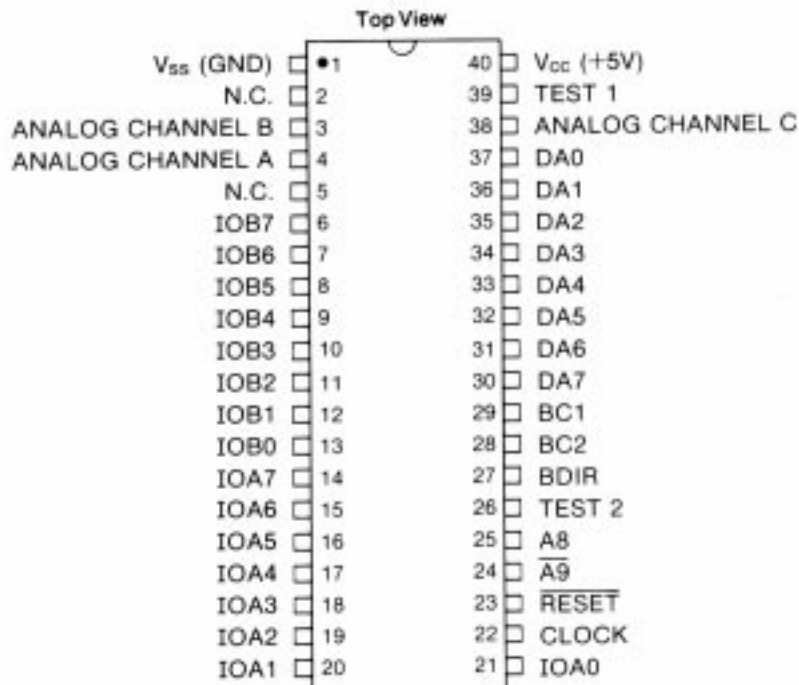 Top View
V₅₅ (GND) •1 40 Vcc (+5V)
N.C. 2 39 TEST 1
ANALOG CHANNEL B 3 38 ANALOG CHANNEL C
ANALOG CHANNEL A 4 37 DA0
N.C. 5 36 DA1
IOB7 6 35 DA2
IOB6 7 34 DA3
IOB5 8 33 DA4
IOB4 9 32 DA5
IOB3 10 31 DA6
IOB2 11 30 DA7
IOB1 12 29 BC1
IOB0 13 28 BC2
IOA7 14 27 BDIR
IOA6 15 26 TEST 2
IOA5 16 25 A8
IOA4 17 24 A̅9̅
IOA3 18 23 R̅E̅S̅E̅T̅
IOA2 19 22 CLOCK
IOA1 20 21 IOA0